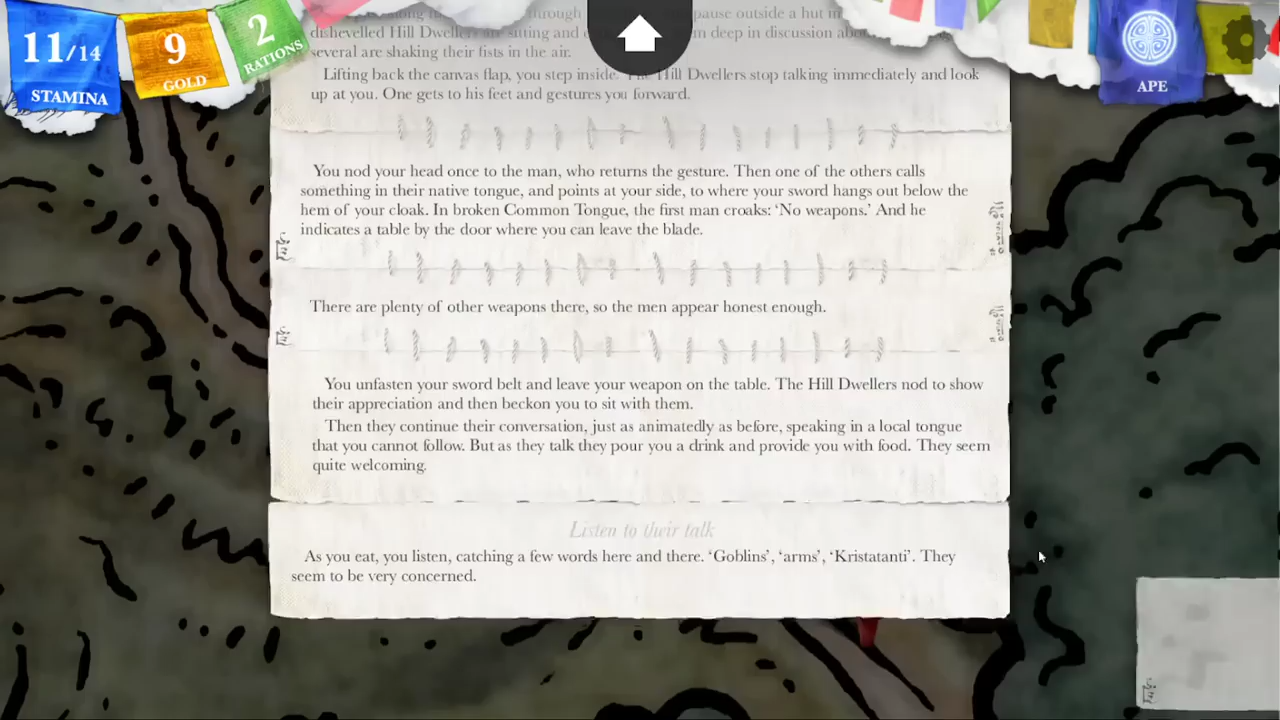 11/14
STAMINA
9
GOLD
2
RATIONS
APE
through
pause outside a hut
dishevelled Hill Dwellers are sitting and
deep in discussion
several are shaking their fists in the air.
Lifting back the canvas flap, you step inside. The Hill Dwellers stop talking immediately and look
up at you. One gets to his feet and gestures you forward.
You nod your head once to the man, who returns the gesture. Then one of the others calls
something in their native tongue, and points at your side, to where your sword hangs out below the
hem of your cloak. In broken Common Tongue, the first man croaks: ‘No weapons.’ And he
indicates a table by the door where you can leave the blade.
There are plenty of other weapons there, so the men appear honest enough.
You unfasten your sword belt and leave your weapon on the table. The Hill Dwellers nod to show
their appreciation and then beckon you to sit with them.
Then they continue their conversation, just as animatedly as before, speaking in a local tongue
that you cannot follow. But as they talk they pour you a drink and provide you with food. They seem
quite welcoming.
Listen to their talk
As you eat, you listen, catching a few words here and there. ‘Goblins’, ‘arms’, ‘Kristatanti’. They
seem to be very concerned.